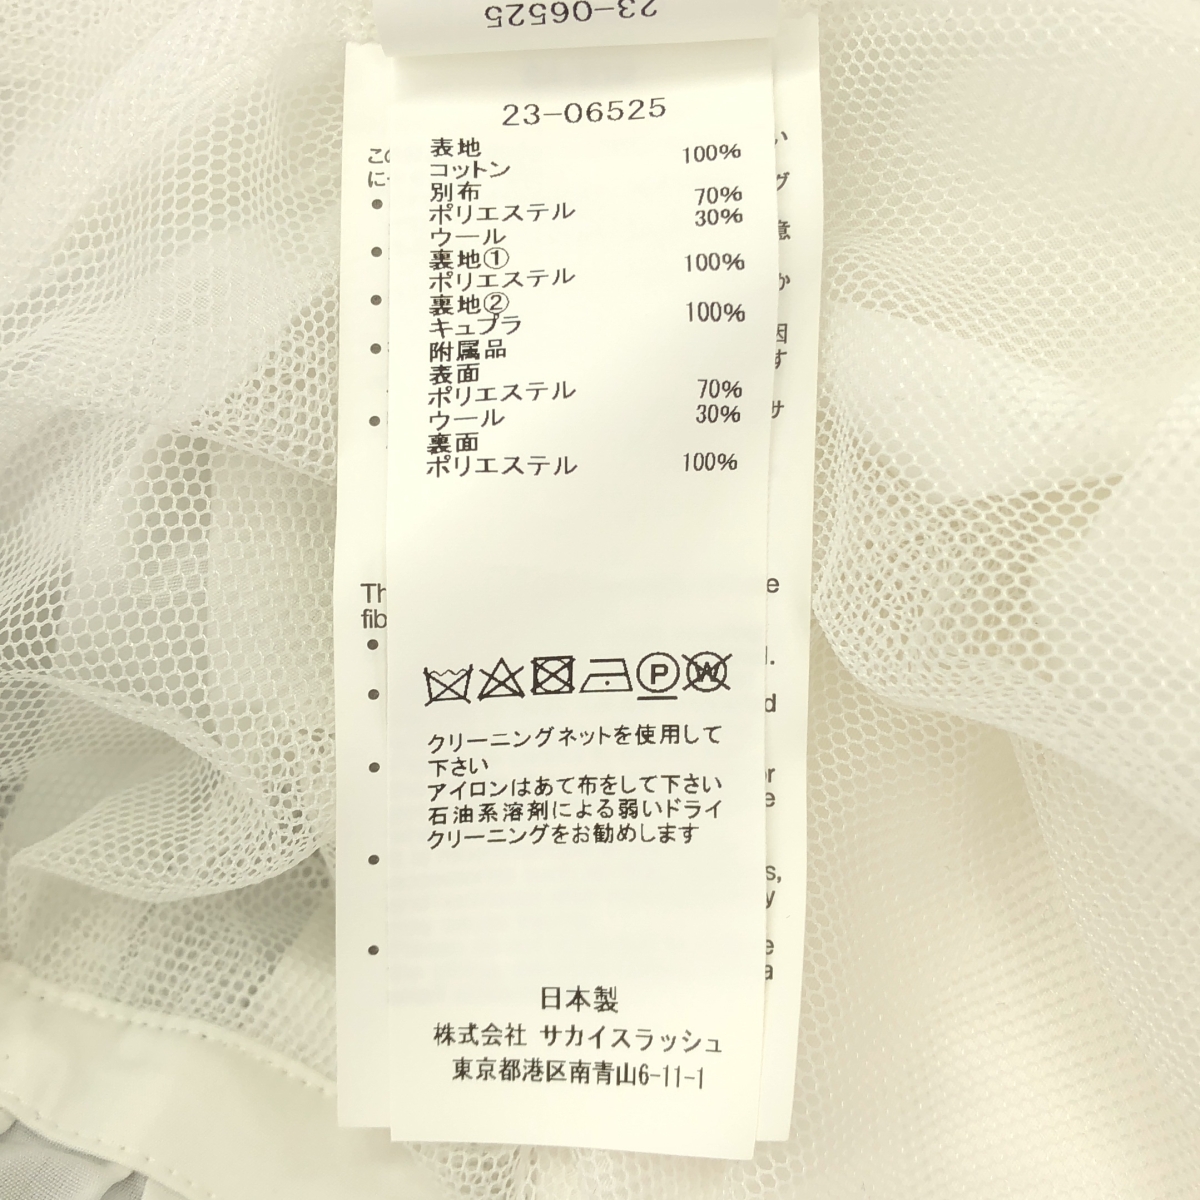 23-06525
23-06525
表地
コットン 100%
別布
ポリエステル 70%
ウール 30%
裏地①
ポリエステル 100%
裏地②
キュプラ 100%
附属品
表面
ポリエステル 70%
ウール 30%
裏面
ポリエステル 100%
P W
クリーニングネットを使用して
下さい
アイロンはあて布をして下さい
石油系溶剤による弱いドライ
クリーニングをお勧めします
日本製
株式会社 サカイスラッシュ
東京都港区南青山6-11-1